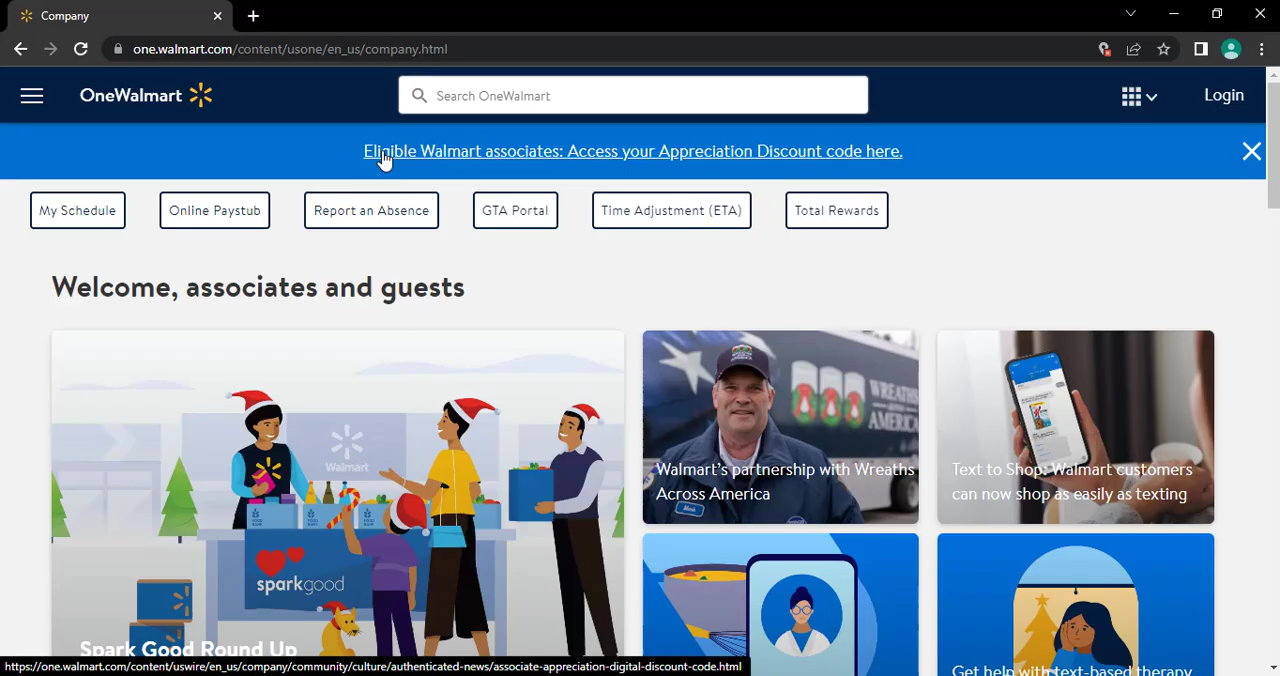 Company
one.walmart.com/content/usone/en_us/company.html
OneWalmart
Search OneWalmart
Login
Eligible Walmart associates: Access your Appreciation Discount code here.
My Schedule
Online Paystub
Report an Absence
GTA Portal
Time Adjustment (ETA)
Total Rewards
Welcome, associates and guests
Walmart
sparkgood
Spark Good Round Up
WREATHS
AMERICA
Walmart's partnership with Wreaths
Across America
Text to Shop: Walmart customers
can now shop as easily as texting
Get help with text-based therapy
https://one.walmart.com/content/uswire/en_us/company/community/culture/authenticated-news/associate-appreciation-digital-discount-code.html